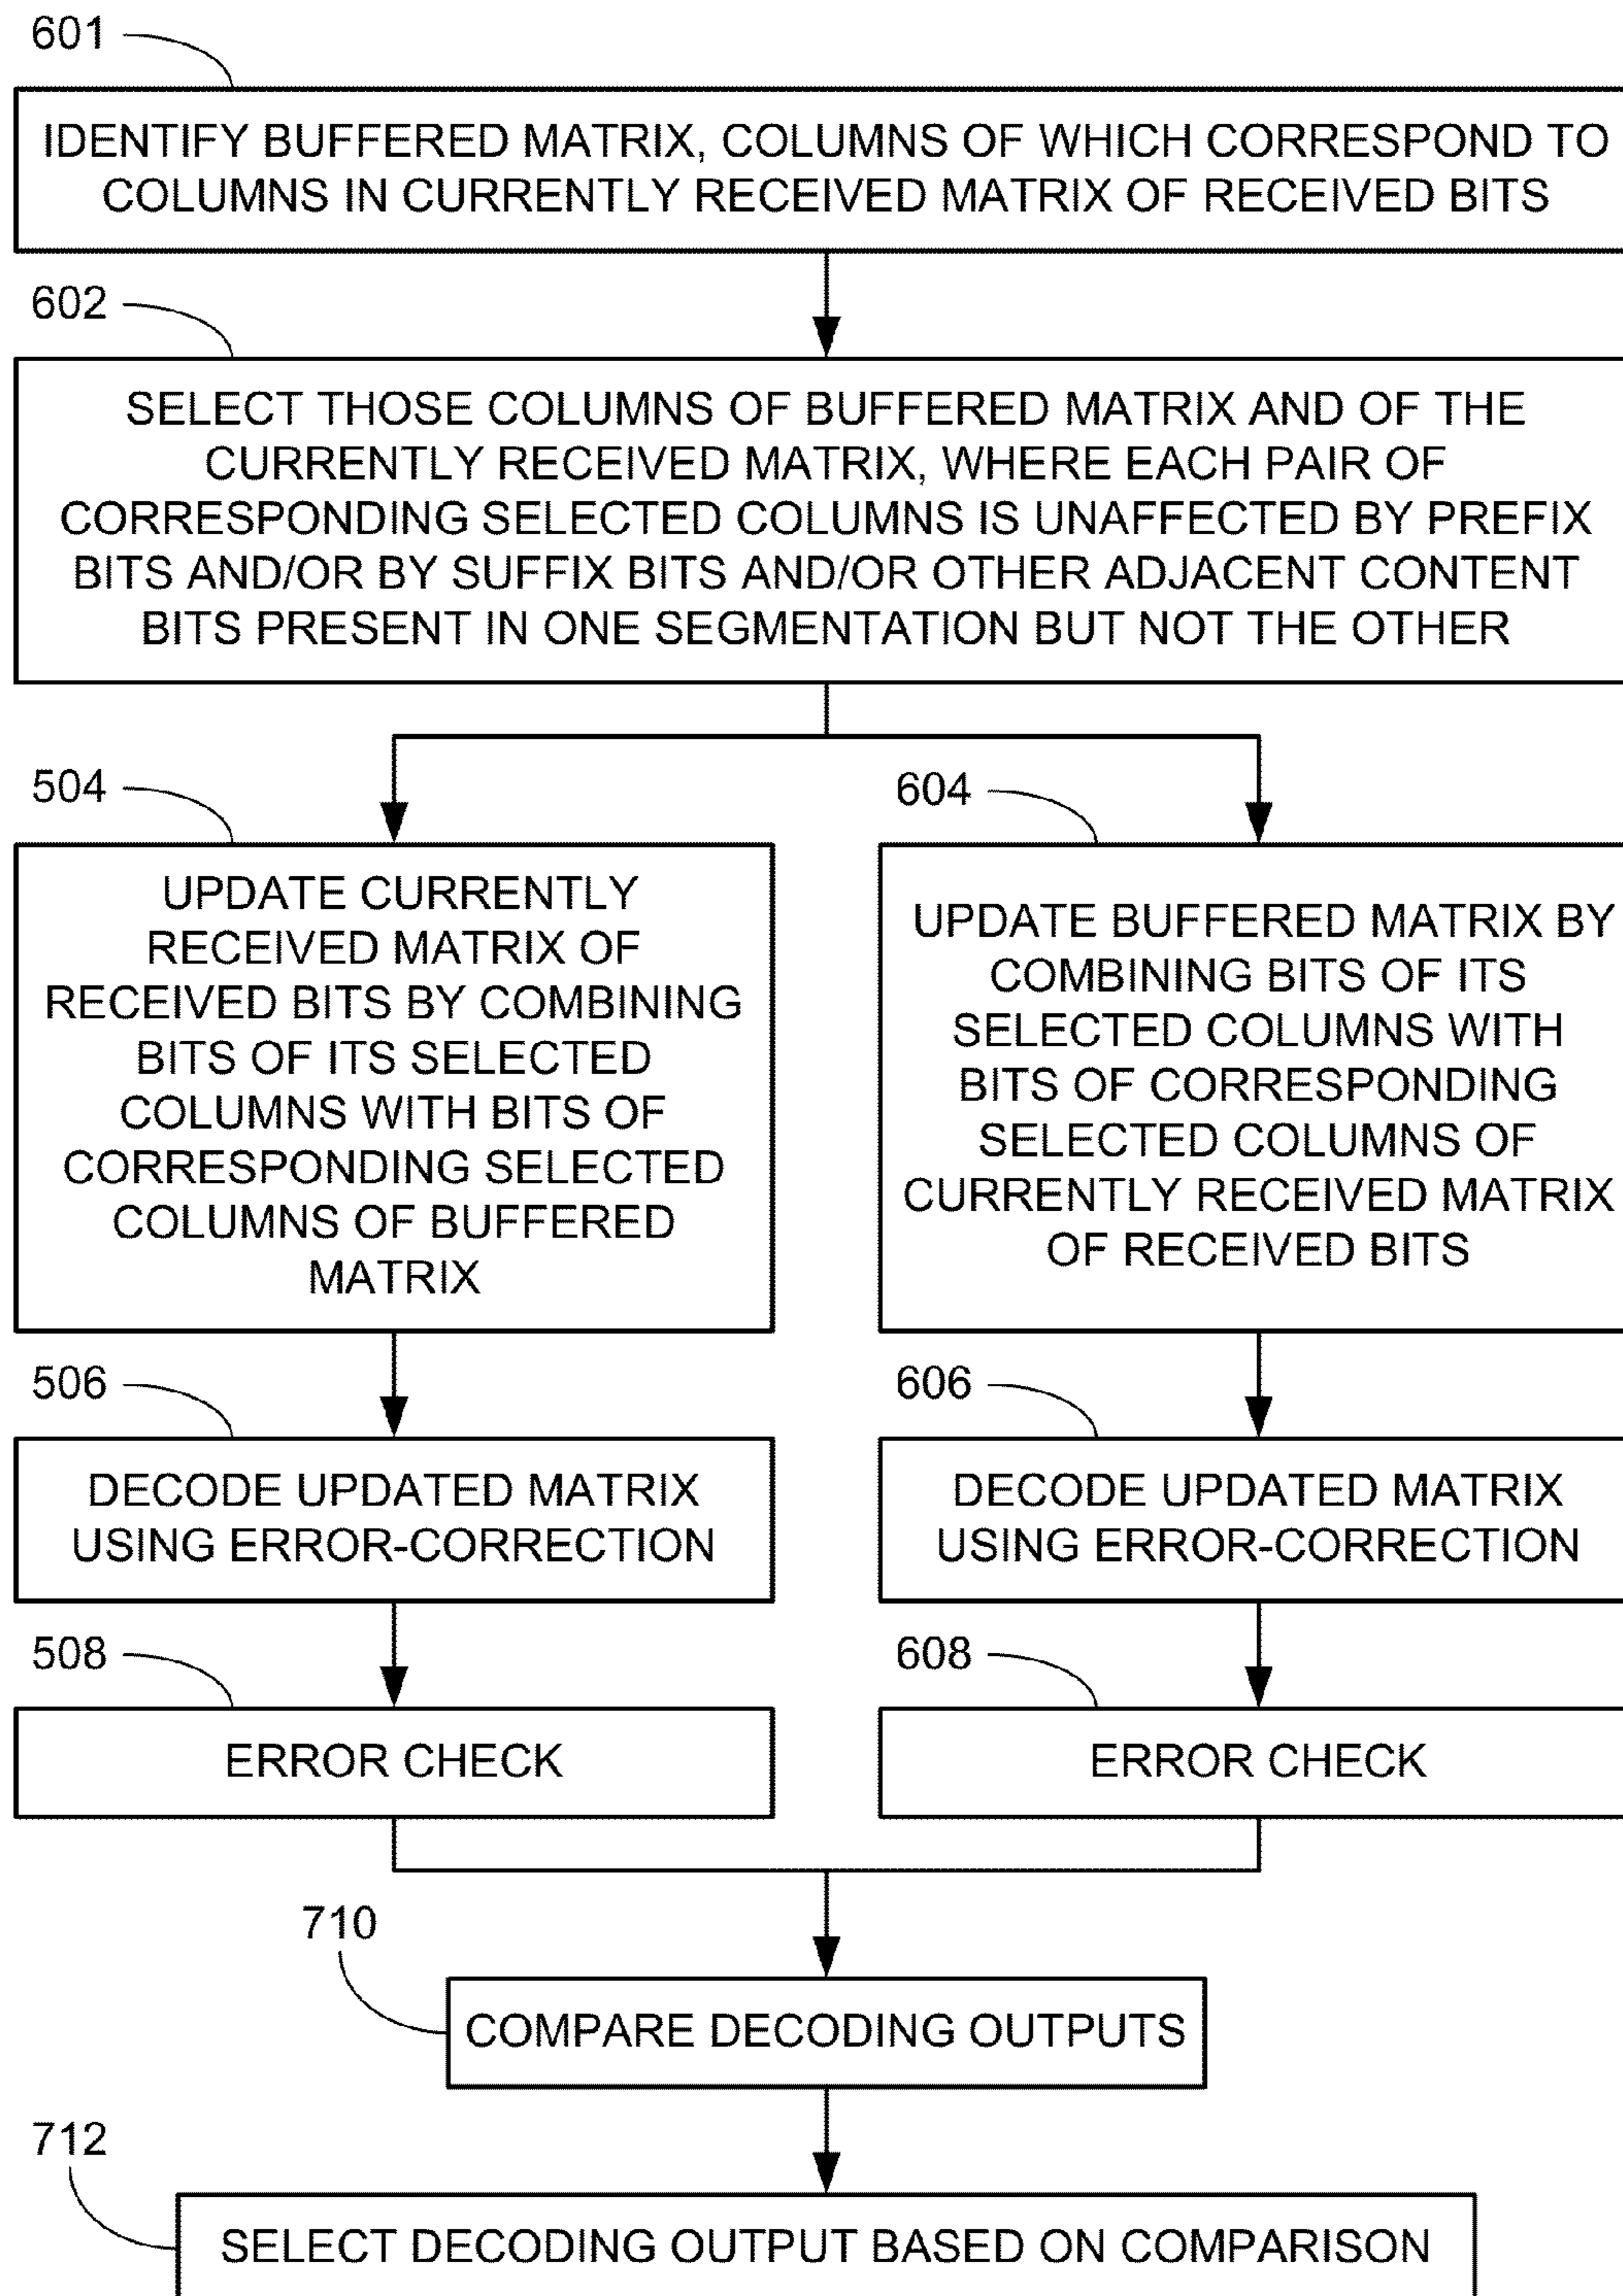 601
IDENTIFY BUFFERED MATRIX, COLUMNS OF WHICH CORRESPOND TO
COLUMNS IN CURRENTLY RECEIVED MATRIX OF RECEIVED BITS
602
SELECT THOSE COLUMNS OF BUFFERED MATRIX AND OF THE
CURRENTLY RECEIVED MATRIX, WHERE EACH PAIR OF
CORRESPONDING SELECTED COLUMNS IS UNAFFECTED BY PREFIX
BITS AND/OR BY SUFFIX BITS AND/OR OTHER ADJACENT CONTENT
BITS PRESENT IN ONE SEGMENTATION BUT NOT THE OTHER
504
UPDATE CURRENTLY
RECEIVED MATRIX OF
RECEIVED BITS BY COMBINING
BITS OF ITS SELECTED
COLUMNS WITH BITS OF
CORRESPONDING SELECTED
COLUMNS OF BUFFERED
MATRIX
604
UPDATE BUFFERED MATRIX BY
COMBINING BITS OF ITS
SELECTED COLUMNS WITH
BITS OF CORRESPONDING
SELECTED COLUMNS OF
CURRENTLY RECEIVED MATRIX
OF RECEIVED BITS
506
DECODE UPDATED MATRIX
USING ERROR-CORRECTION
606
DECODE UPDATED MATRIX
USING ERROR-CORRECTION
508
ERROR CHECK
608
ERROR CHECK
710
COMPARE DECODING OUTPUTS
712
SELECT DECODING OUTPUT BASED ON COMPARISON